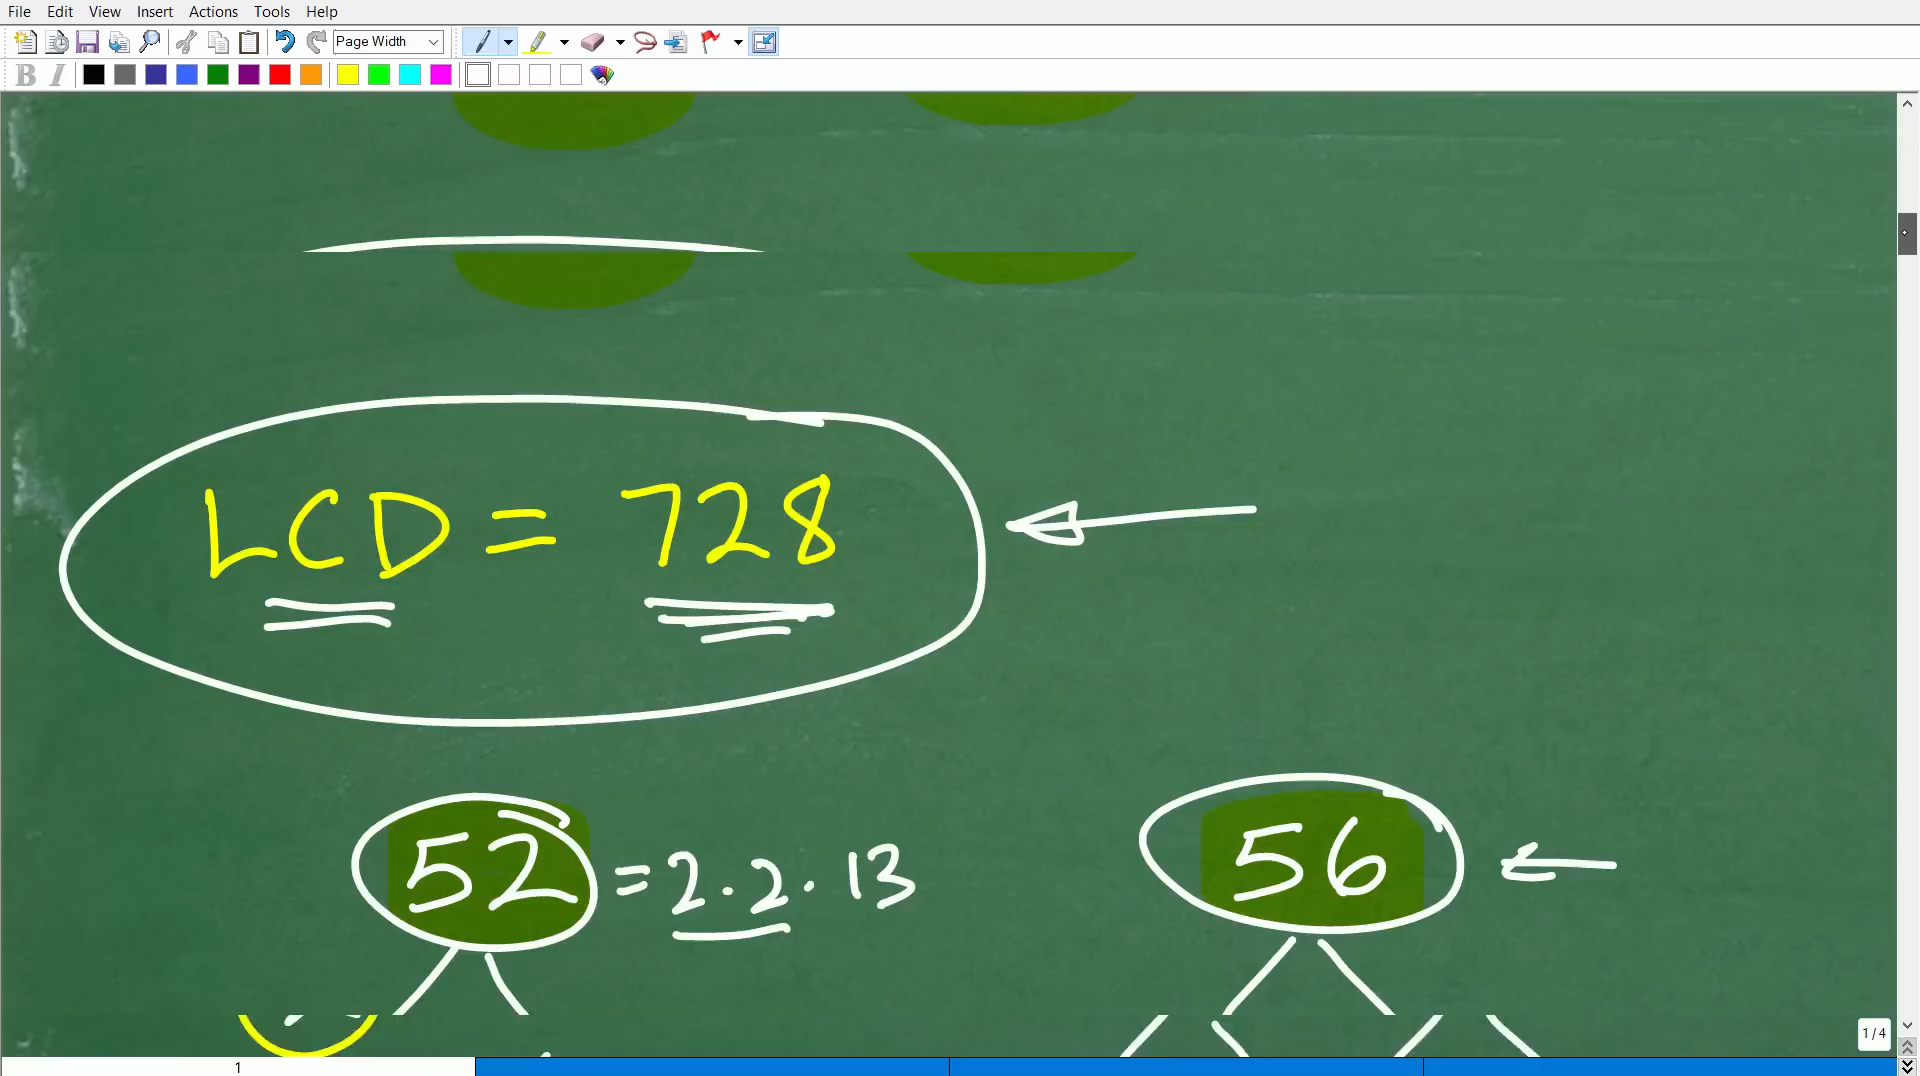 File Edit View Insert Actions Tools Help
Page Width
B I
LCD = 728
52 = 2 · 2 · 13
56
1 / 4
1